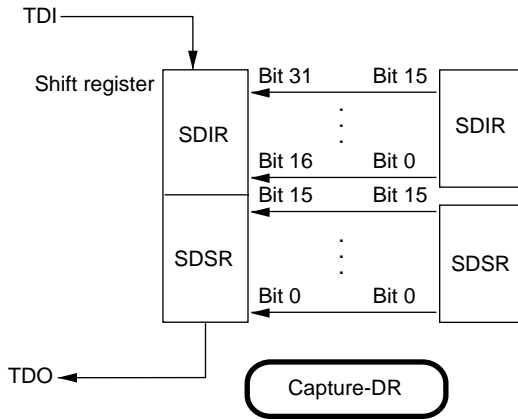 TDI
Shift register
Bit 31 Bit 15
SDIR
SDIR
Bit 16 Bit 0
Bit 15 Bit 15
SDSR
SDSR
Bit 0 Bit 0
TDO
Capture-DR